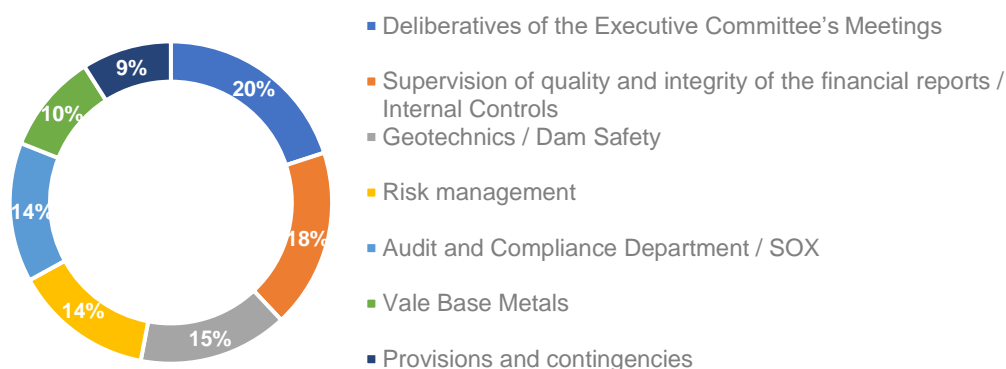 Deliberatives of the Executive Committee's Meetings
Supervision of quality and integrity of the financial reports /
Internal Controls
Geotechnics / Dam Safety
Risk management
Audit and Compliance Department / SOX
Vale Base Metals
Provisions and contingencies
20%
18%
15%
14%
14%
10%
9%